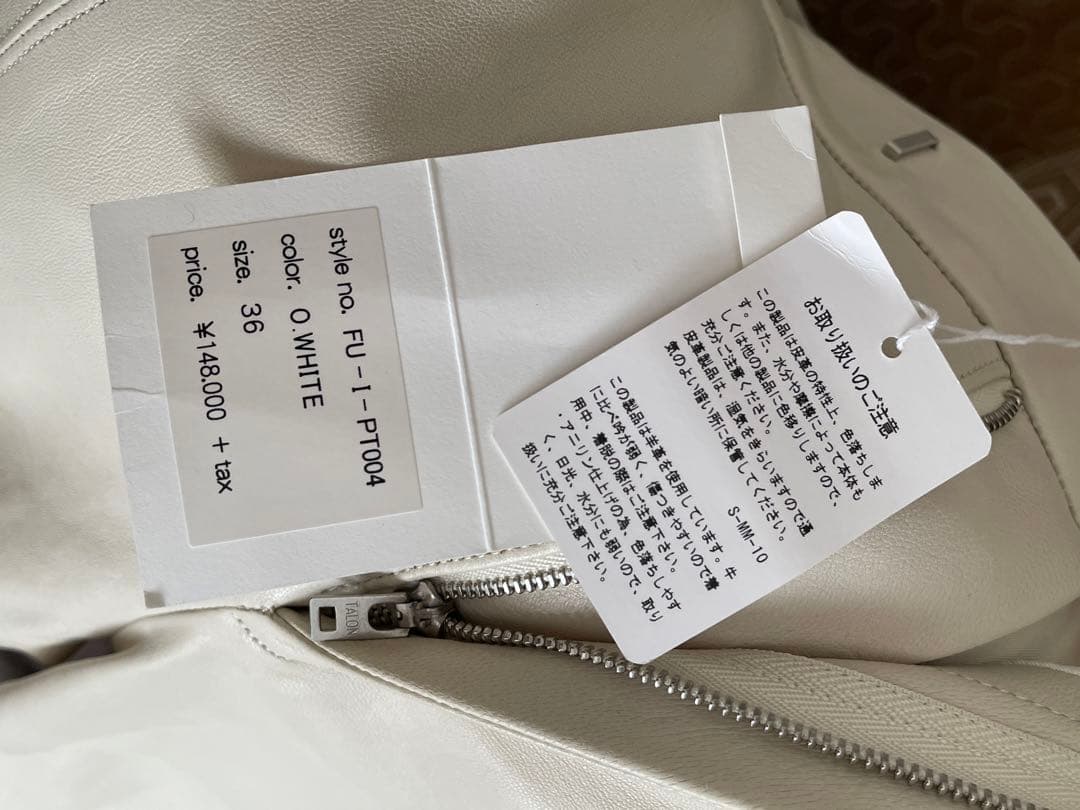 style no. FU-I-PT004
color. O.WHITE
size. 36
price. ¥148.000 + tax
お取り扱いのご注意
この製品は皮革の特性上、色落ちしま
す。また、水分や摩擦によって本体も
しくは他の製品に色移りしますので、
充分ご注意ください。
皮革製品は、湿気をきらいますので通
気のよい暗い所に保管してください。
S-MM-10
この製品は羊革を使用しています。牛
に比べ吟が弱く、傷つきやすいので着
用中、着脱の際はご注意下さい。
・アニリン仕上げの為、色落ちしやす
く、日光、水分にも弱いので、取り
扱いに充分ご注意下さい。
TALON